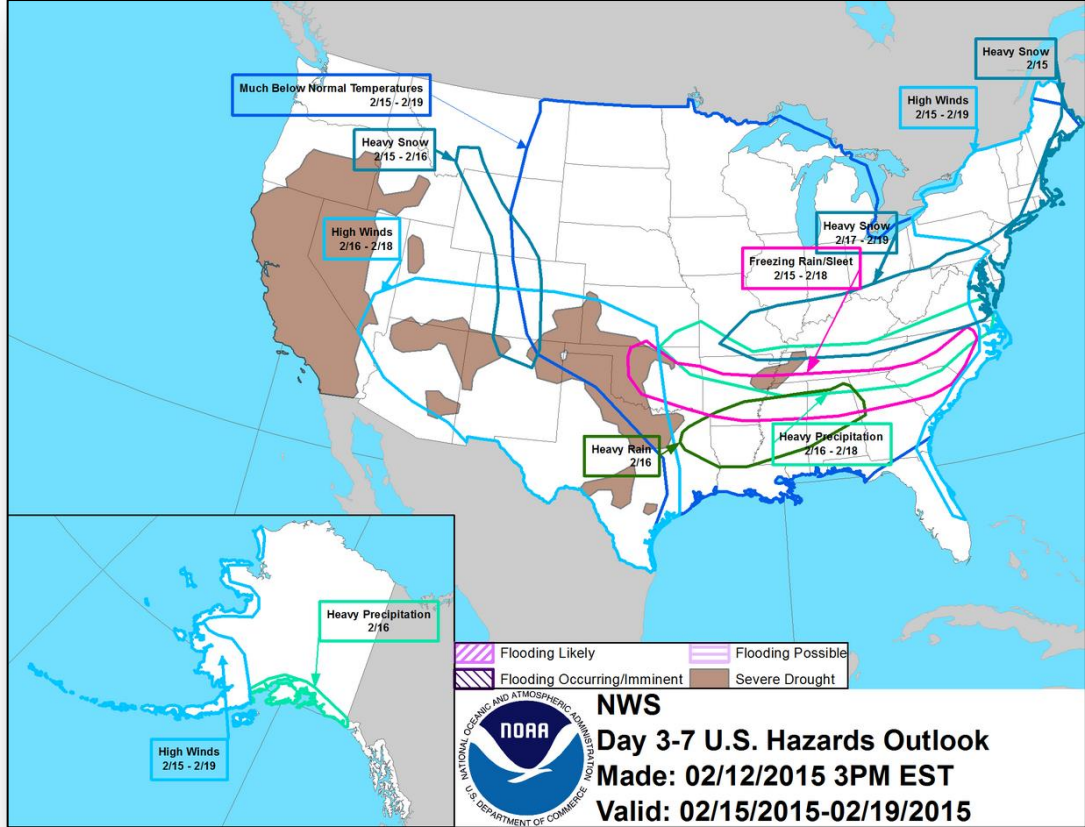 Heavy Snow
2/15
Much Below Normal Temperatures
2/15 - 2/19
High Winds
2/15 - 2/19
Heavy Snow
2/15 - 2/16
High Winds
2/16 - 2/18
Heavy Snow
2/17 - 2/19
Freezing Rain/Sleet
2/15 - 2/18
Heavy Precipitation
2/16 - 2/18
Heavy Rain
2/16
Heavy Precipitation
2/16
High Winds
2/15 - 2/19
Flooding Likely
Flooding Possible
Flooding Occurring/Imminent
Severe Drought
NATIONAL OCEANIC AND ATMOSPHERIC ADMINISTRATION
U.S. DEPARTMENT OF COMMERCE
NOAA
NWS
Day 3-7 U.S. Hazards Outlook
Made: 02/12/2015 3PM EST
Valid: 02/15/2015-02/19/2015